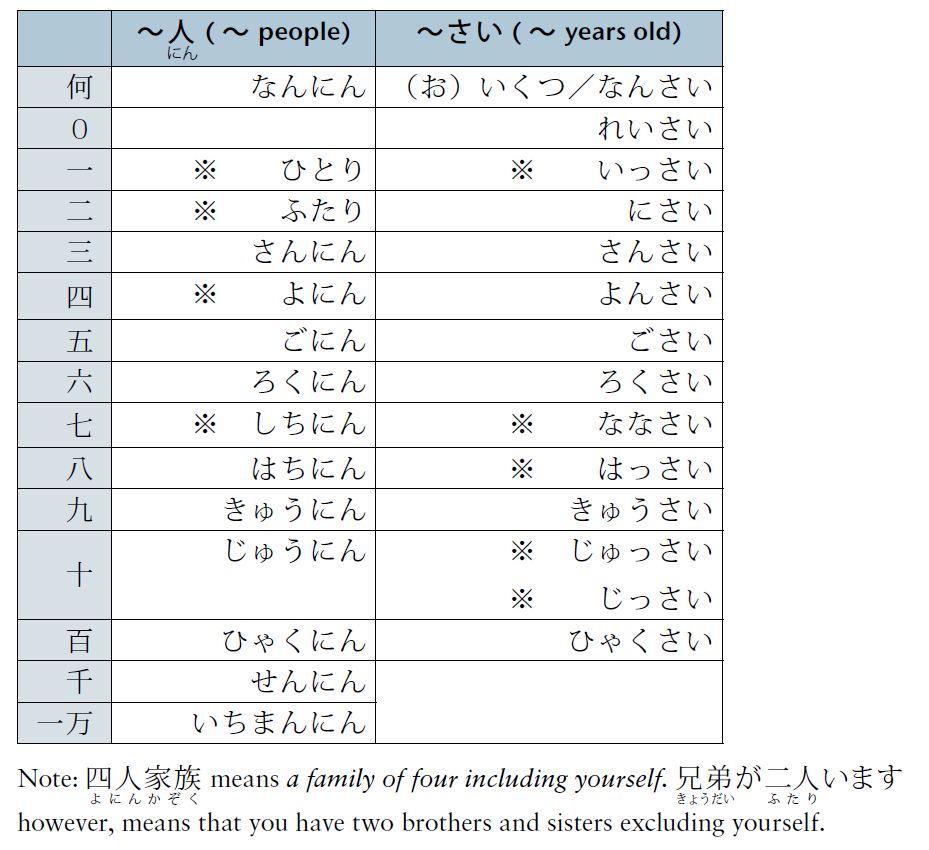 ～人 (～ people) ～さい (～ years old)
にん
何 なんにん （お）いくつ／なんさい
0 れいさい
一 ※ ひとり ※ いっさい
二 ※ ふたり にさい
三 さんにん さんさい
四 ※ よにん よんさい
五 ごにん ごさい
六 ろくにん ろくさい
七 ※ しちにん ※ ななさい
八 はちにん ※ はっさい
九 きゅうにん きゅうさい
十 じゅうにん ※ じゅっさい
※ じっさい
百 ひゃくにん ひゃくさい
千 せんにん
一万 いちまんにん
Note: 四人家族 means a family of four including yourself. 兄弟が二人います
よにんかぞく きょうだい ふたり
however, means that you have two brothers and sisters excluding yourself.